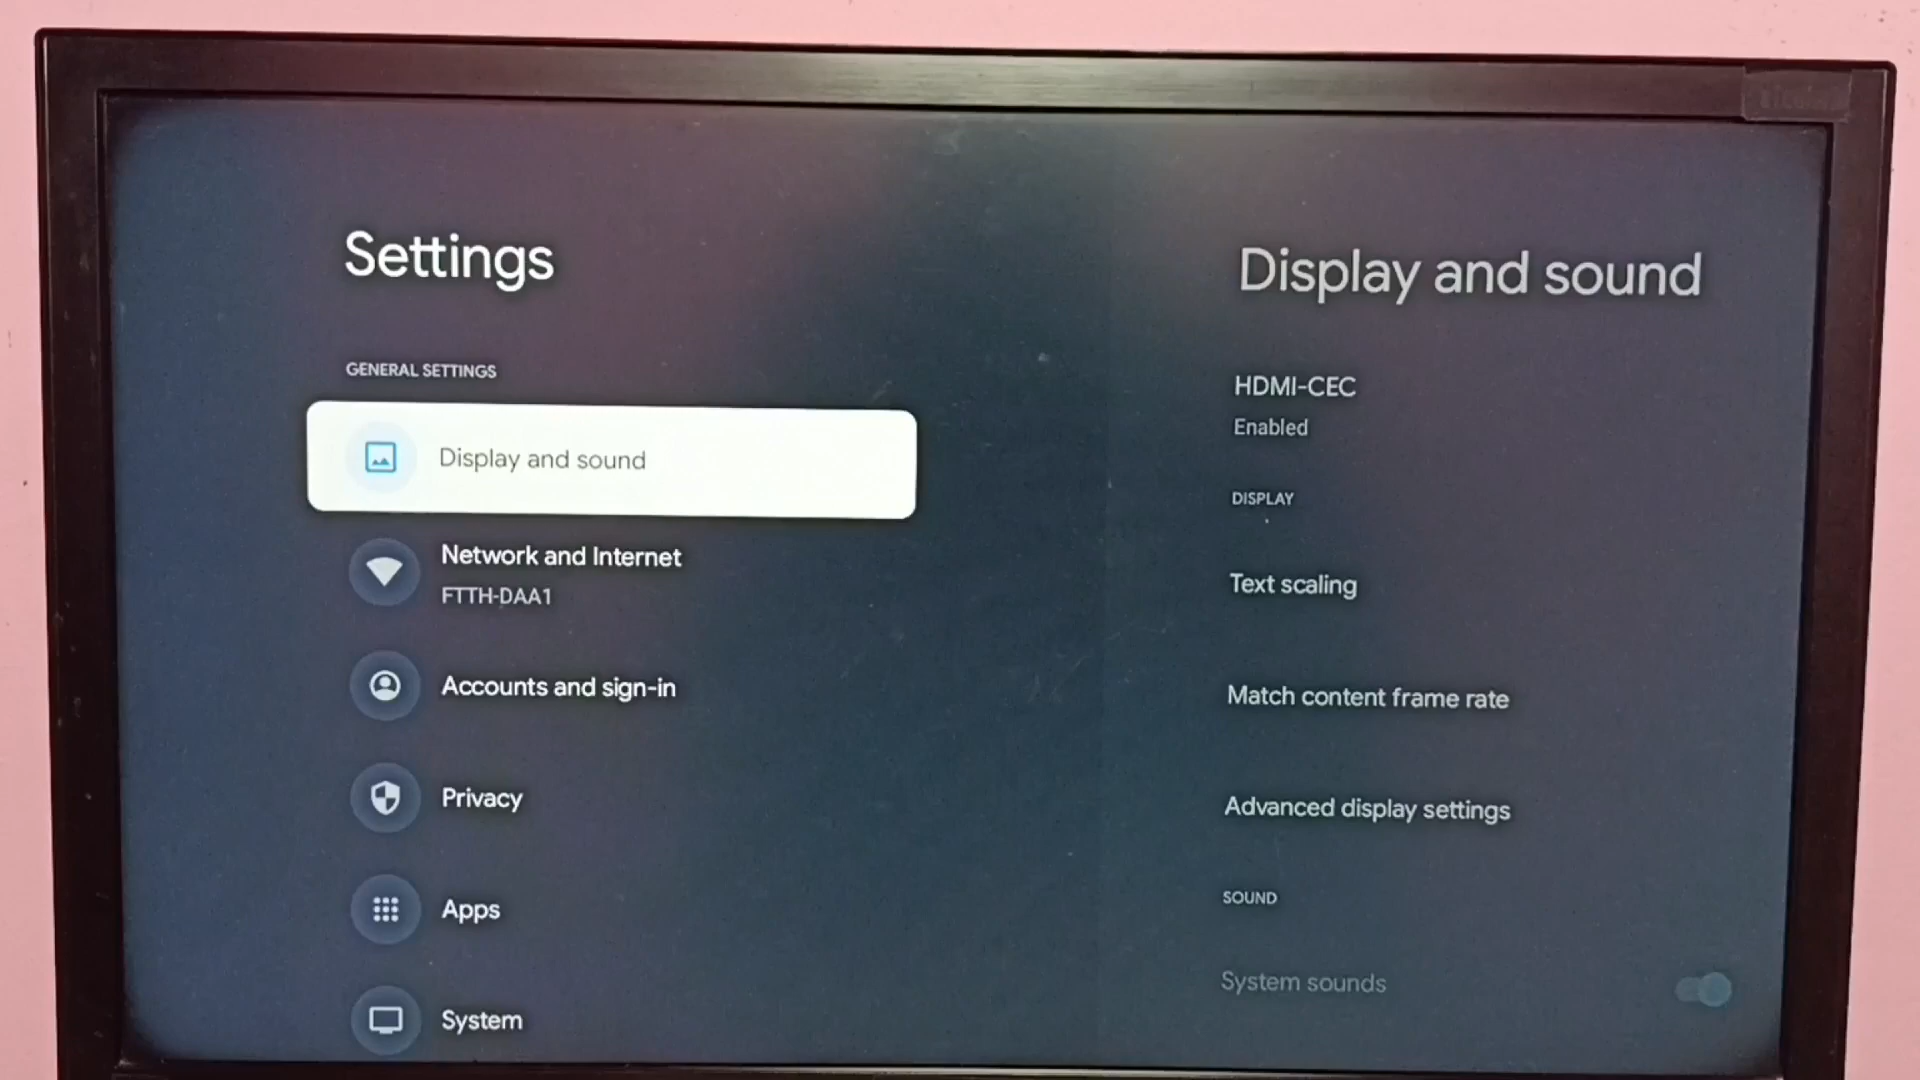 Settings
GENERAL SETTINGS
Display and sound
Network and Internet
FTTH-DAA1
Accounts and sign-in
Privacy
Apps
System
Display and sound
HDMI-CEC
Enabled
DISPLAY
Text scaling
Match content frame rate
Advanced display settings
SOUND
System sounds